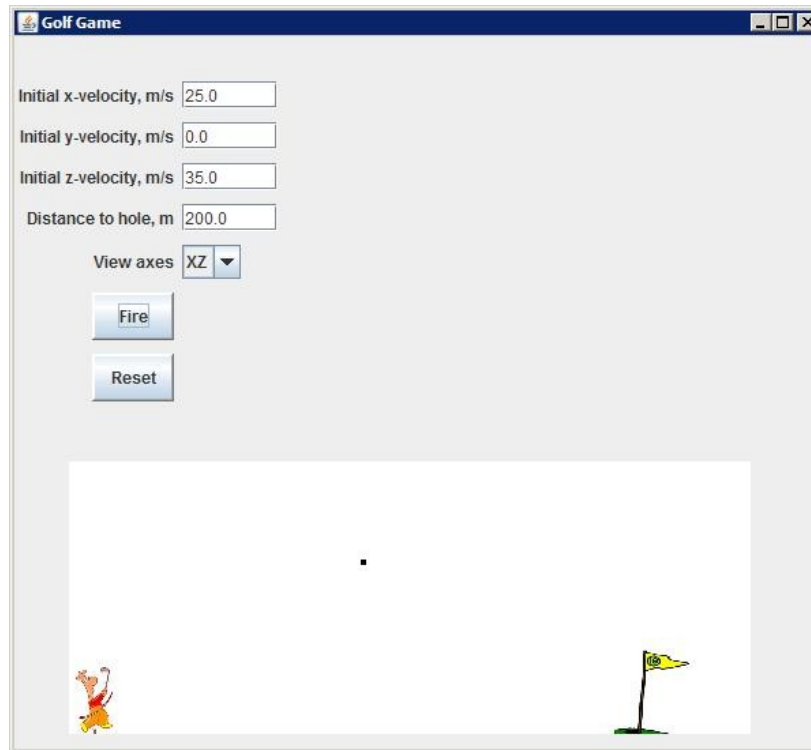 Golf Game
Initial x-velocity, m/s 25.0
Initial y-velocity, m/s 0.0
Initial z-velocity, m/s 35.0
Distance to hole, m 200.0
View axes XZ
Fire
Reset